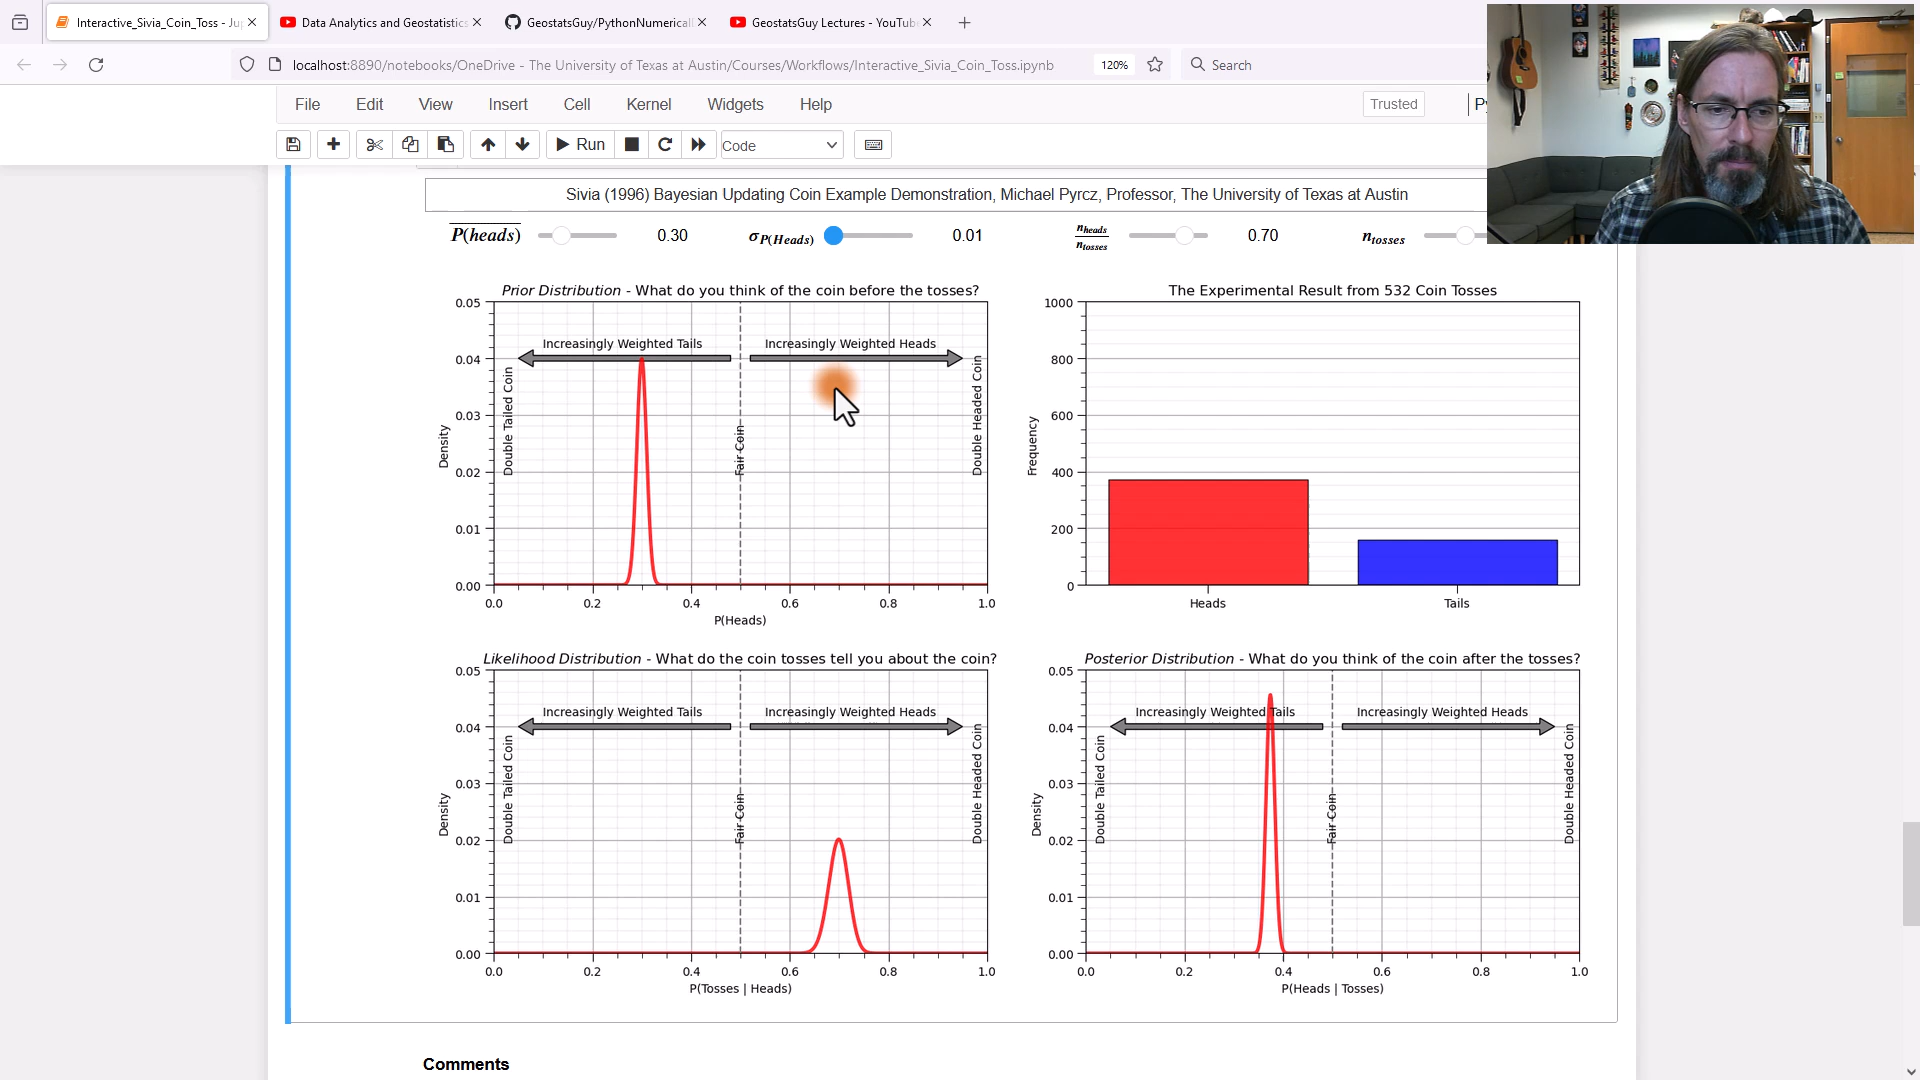 Interactive_Sivia_Coin_Toss - Ju
Data Analytics and Geostatistics
GeostatsGuy/PythonNumerical
GeostatsGuy Lectures - YouTube
localhost:8890/notebooks/OneDrive - The University of Texas at Austin/Courses/Workflows/Interactive_Sivia_Coin_Toss.ipynb
120%
Search
File Edit View Insert Cell Kernel Widgets Help
Trusted
Run
Code
Sivia (1996) Bayesian Updating Coin Example Demonstration, Michael Pyrcz, Professor, The University of Texas at Austin
P(heads) 0.30
σP(Heads) 0.01
nheads
ntosses
0.70
ntosses
Prior Distribution - What do you think of the coin before the tosses?
0.05
0.04
0.03
0.02
0.01
0.00
Density
Increasingly Weighted Tails
Increasingly Weighted Heads
Double Tailed Coin
Fair Coin
Double Headed Coin
0.0 0.2 0.4 0.6 0.8 1.0
P(Heads)
The Experimental Result from 532 Coin Tosses
1000
800
600
400
200
0
Frequency
Heads Tails
Likelihood Distribution - What do the coin tosses tell you about the coin?
0.05
0.04
0.03
0.02
0.01
0.00
Density
Increasingly Weighted Tails
Increasingly Weighted Heads
Double Tailed Coin
Fair Coin
Double Headed Coin
0.0 0.2 0.4 0.6 0.8 1.0
P(Tosses | Heads)
Posterior Distribution - What do you think of the coin after the tosses?
0.05
0.04
0.03
0.02
0.01
0.00
Density
Increasingly Weighted Tails
Increasingly Weighted Heads
Double Tailed Coin
Fair Coin
Double Headed Coin
0.0 0.2 0.4 0.6 0.8 1.0
P(Heads | Tosses)
Comments